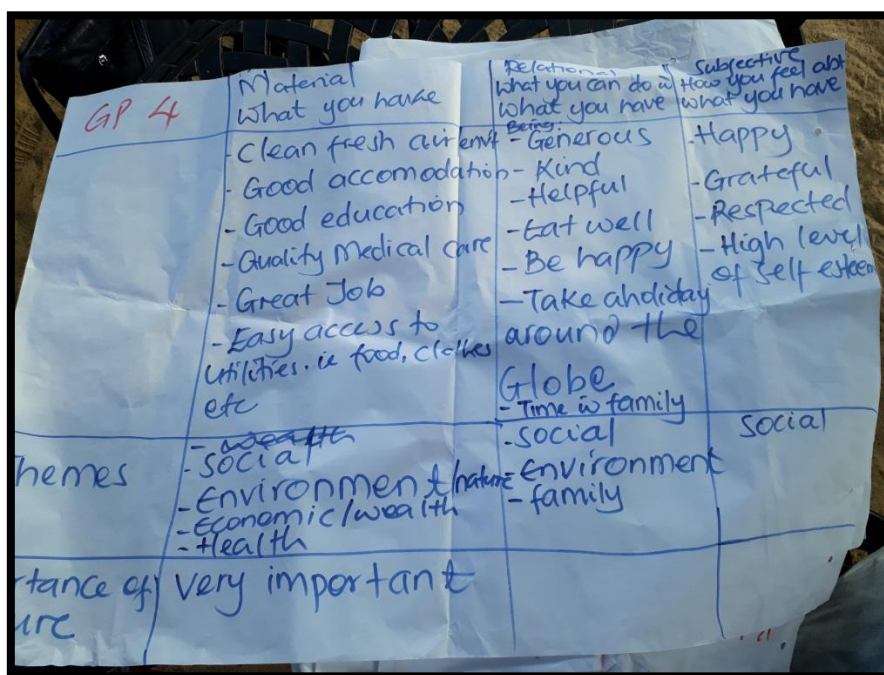 GP 4
Material
What you have
- Clean fresh air/envt
- Good accomodation
- Good education
- Quality Medical care
- Great Job
- Easy access to
utilities. ie food, clothes
etc
Relational
What you can do w
what you have
Being:
- Generous
- Kind
- Helpful
- Eat well
- Be happy
- Take a holiday
around the
Globe
- Time w family
Subjective
How you feel abt
what you have
- Happy
- Grateful
- Respected
- High level
of self esteem
hemes
- wealth
- Social
- Environment/nature
- Economic/wealth
- Health
- Social
- Environment
- family
Social
tance of
ure
very important